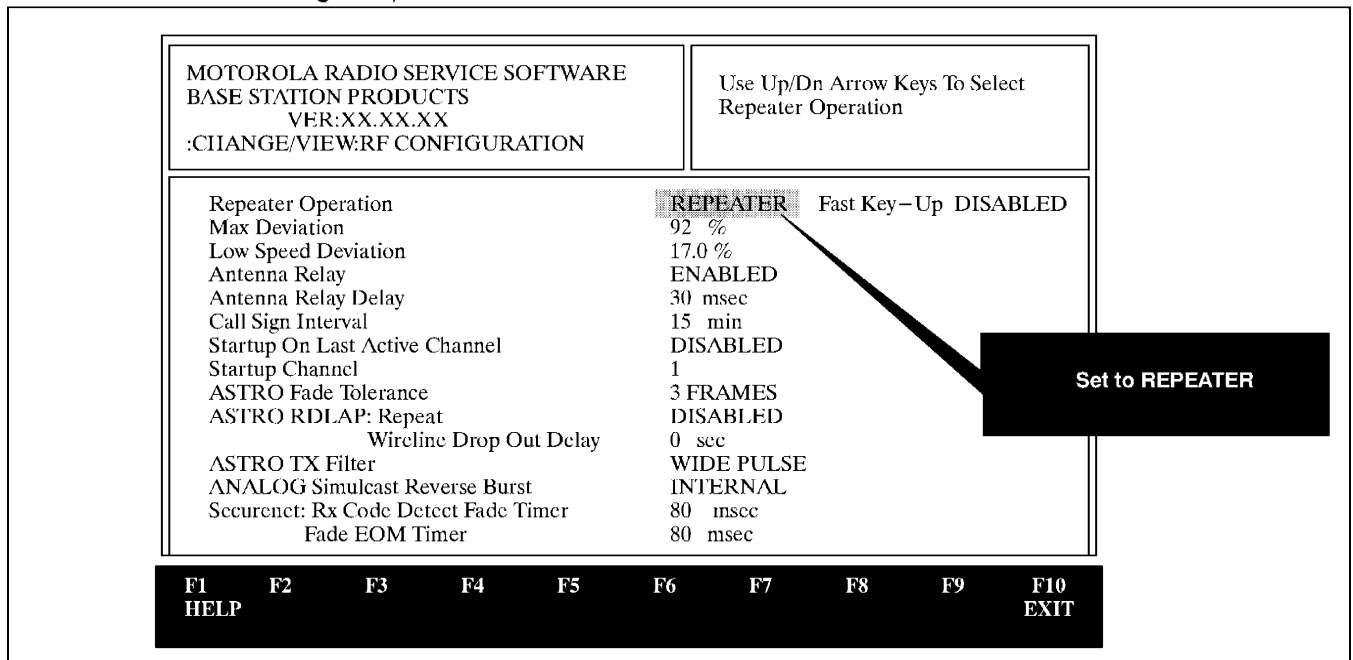 MOTOROLA RADIO SERVICE SOFTWARE
BASE STATION PRODUCTS
VER:XX.XX.XX
:CHANGE/VIEW:RF CONFIGURATION
Use Up/Dn Arrow Keys To Select
Repeater Operation
Repeater Operation REPEATER Fast Key–Up DISABLED
Max Deviation 92 %
Low Speed Deviation 17.0 %
Antenna Relay ENABLED
Antenna Relay Delay 30 msec
Call Sign Interval 15 min
Startup On Last Active Channel DISABLED
Startup Channel 1
ASTRO Fade Tolerance 3 FRAMES
ASTRO RDLAP: Repeat DISABLED
Wireline Drop Out Delay 0 sec
ASTRO TX Filter WIDE PULSE
ANALOG Simulcast Reverse Burst INTERNAL
Securenet: Rx Code Detect Fade Timer 80 msec
Fade EOM Timer 80 msec
Set to REPEATER
F1 F2 F3 F4 F5 F6 F7 F8 F9 F10
HELP EXIT